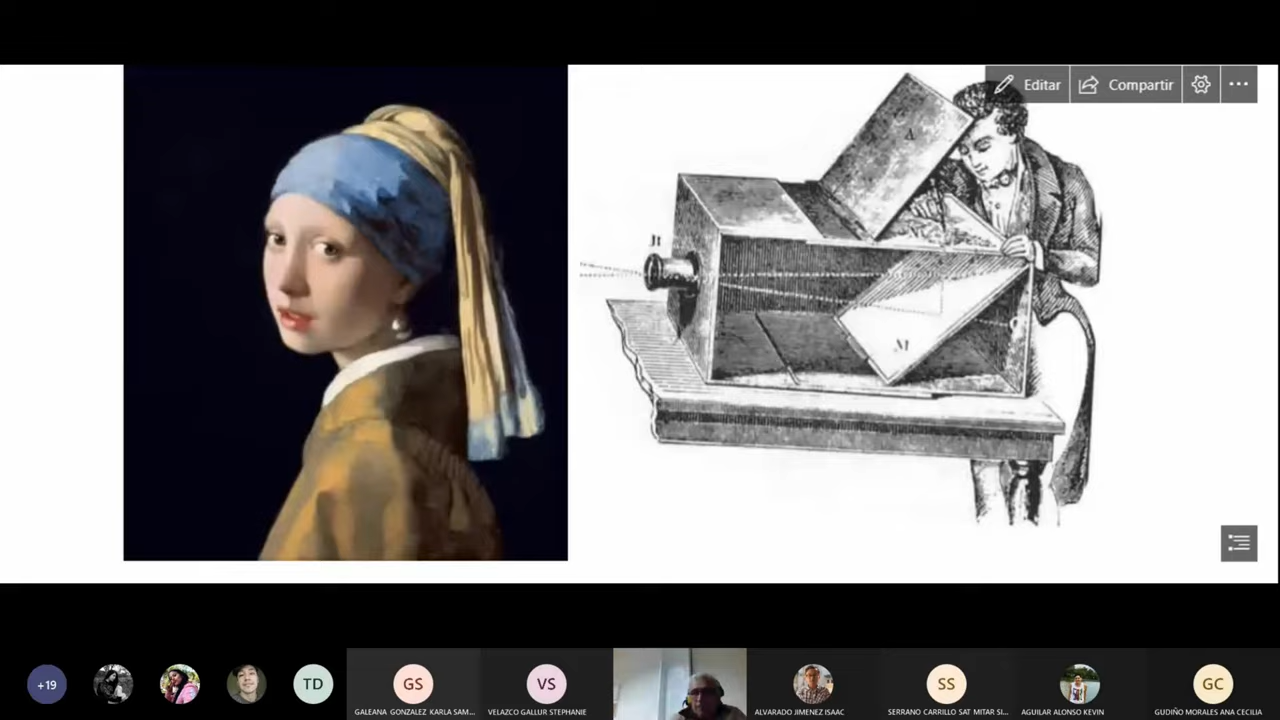 Editar
Compartir
A
B
M
+19
TD
GS
VS
SS
GC
GALEANA GONZALEZ KARLA SAM...
VELAZCO GALLUR STEPHANIE
ALVARADO JIMENEZ ISAAC
SERRANO CARRILLO SAT MITAR SI...
AGUILAR ALONSO KEVIN
GUDIÑO MORALES ANA CECILIA